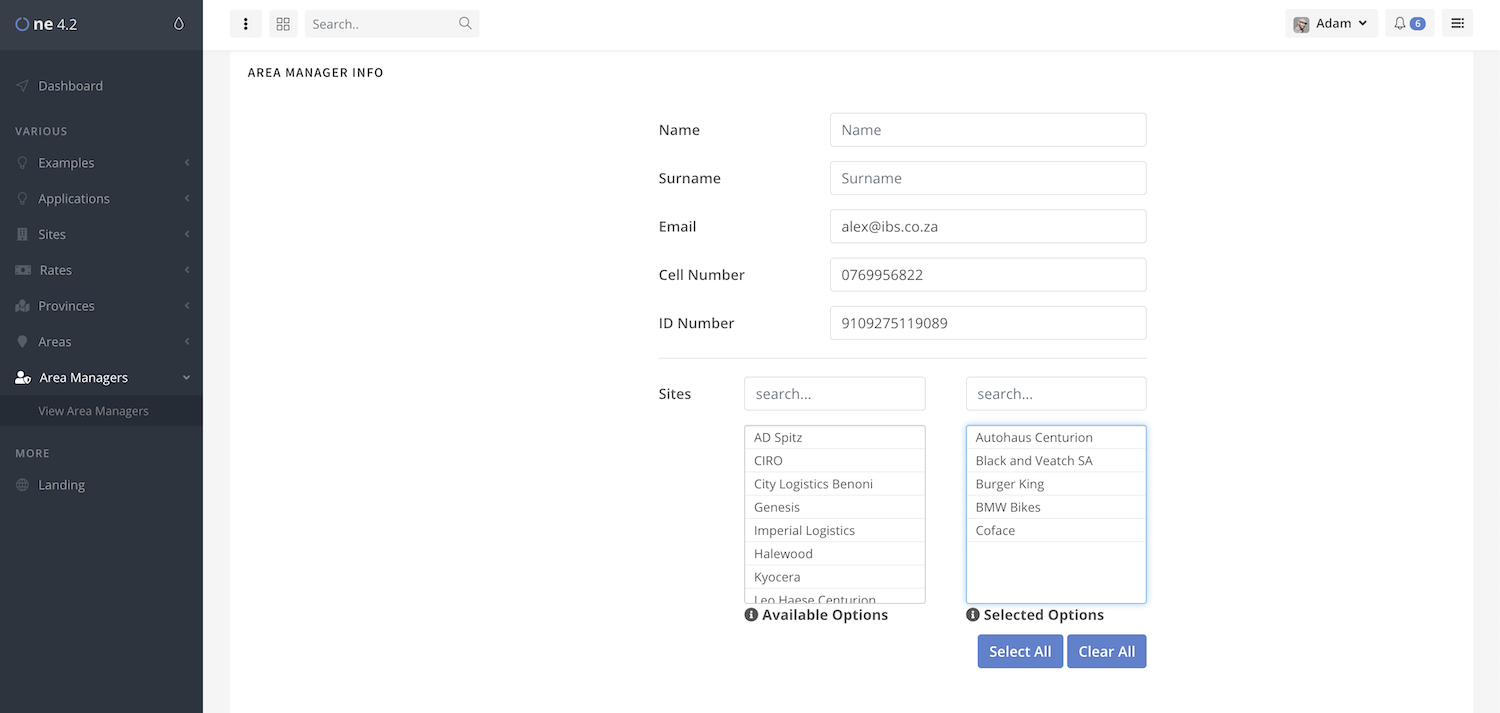 One 4.2
Search..
Adam
6
Dashboard
VARIOUS
Examples
Applications
Sites
Rates
Provinces
Areas
Area Managers
View Area Managers
MORE
Landing
AREA MANAGER INFO
Name
Name
Surname
Surname
Email
alex@ibs.co.za
Cell Number
0769956822
ID Number
9109275119089
Sites
search...
search...
AD Spitz
CIRO
City Logistics Benoni
Genesis
Imperial Logistics
Halewood
Kyocera
Leo Haese Centurion
Available Options
Autohaus Centurion
Black and Veatch SA
Burger King
BMW Bikes
Coface
Selected Options
Select All
Clear All